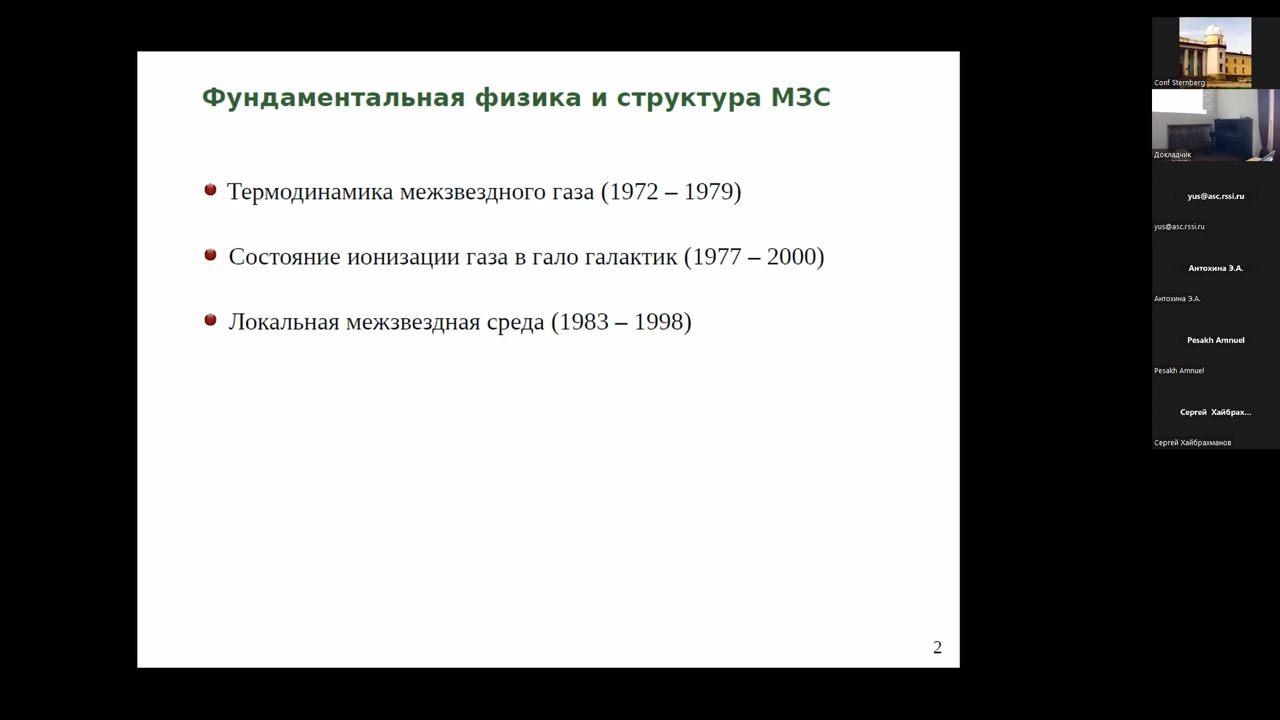 Фундаментальная физика и структура МЗС
Термодинамика межзвездного газа (1972 – 1979)
Состояние ионизации газа в гало галактик (1977 – 2000)
Локальная межзвездная среда (1983 – 1998)
2
Conf Sternberg
Докладчик
yus@asc.rssi.ru
yus@asc.rssi.ru
Антохина Э.А.
Антохина Э.А.
Pesakh Amnuel
Pesakh Amnuel
Сергей Хайбрах...
Сергей Хайбрахманов